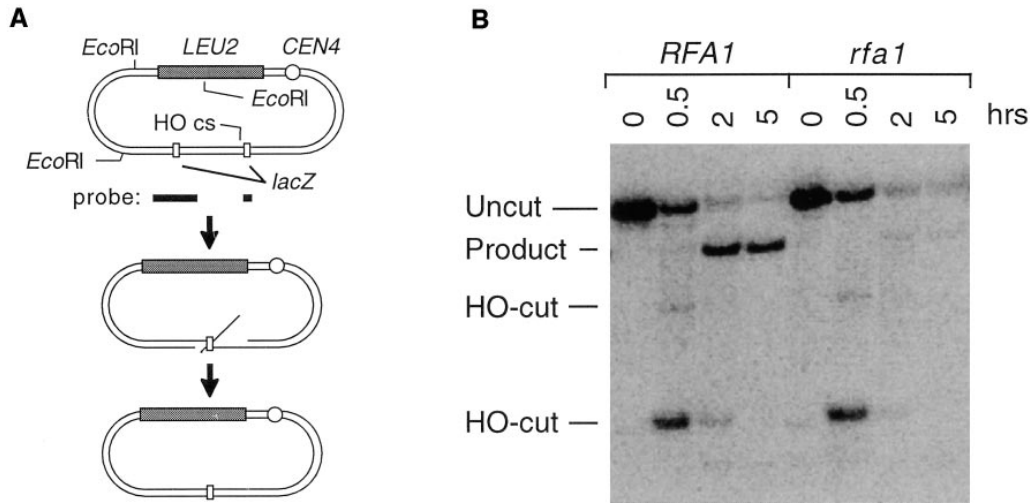 A
EcoRI
LEU2
CEN4
EcoRI
HO cs
EcoRI
lacZ
probe:
B
RFA1 rfa1
0 0.5 2 5 0 0.5 2 5 hrs
Uncut
Product
HO-cut
HO-cut